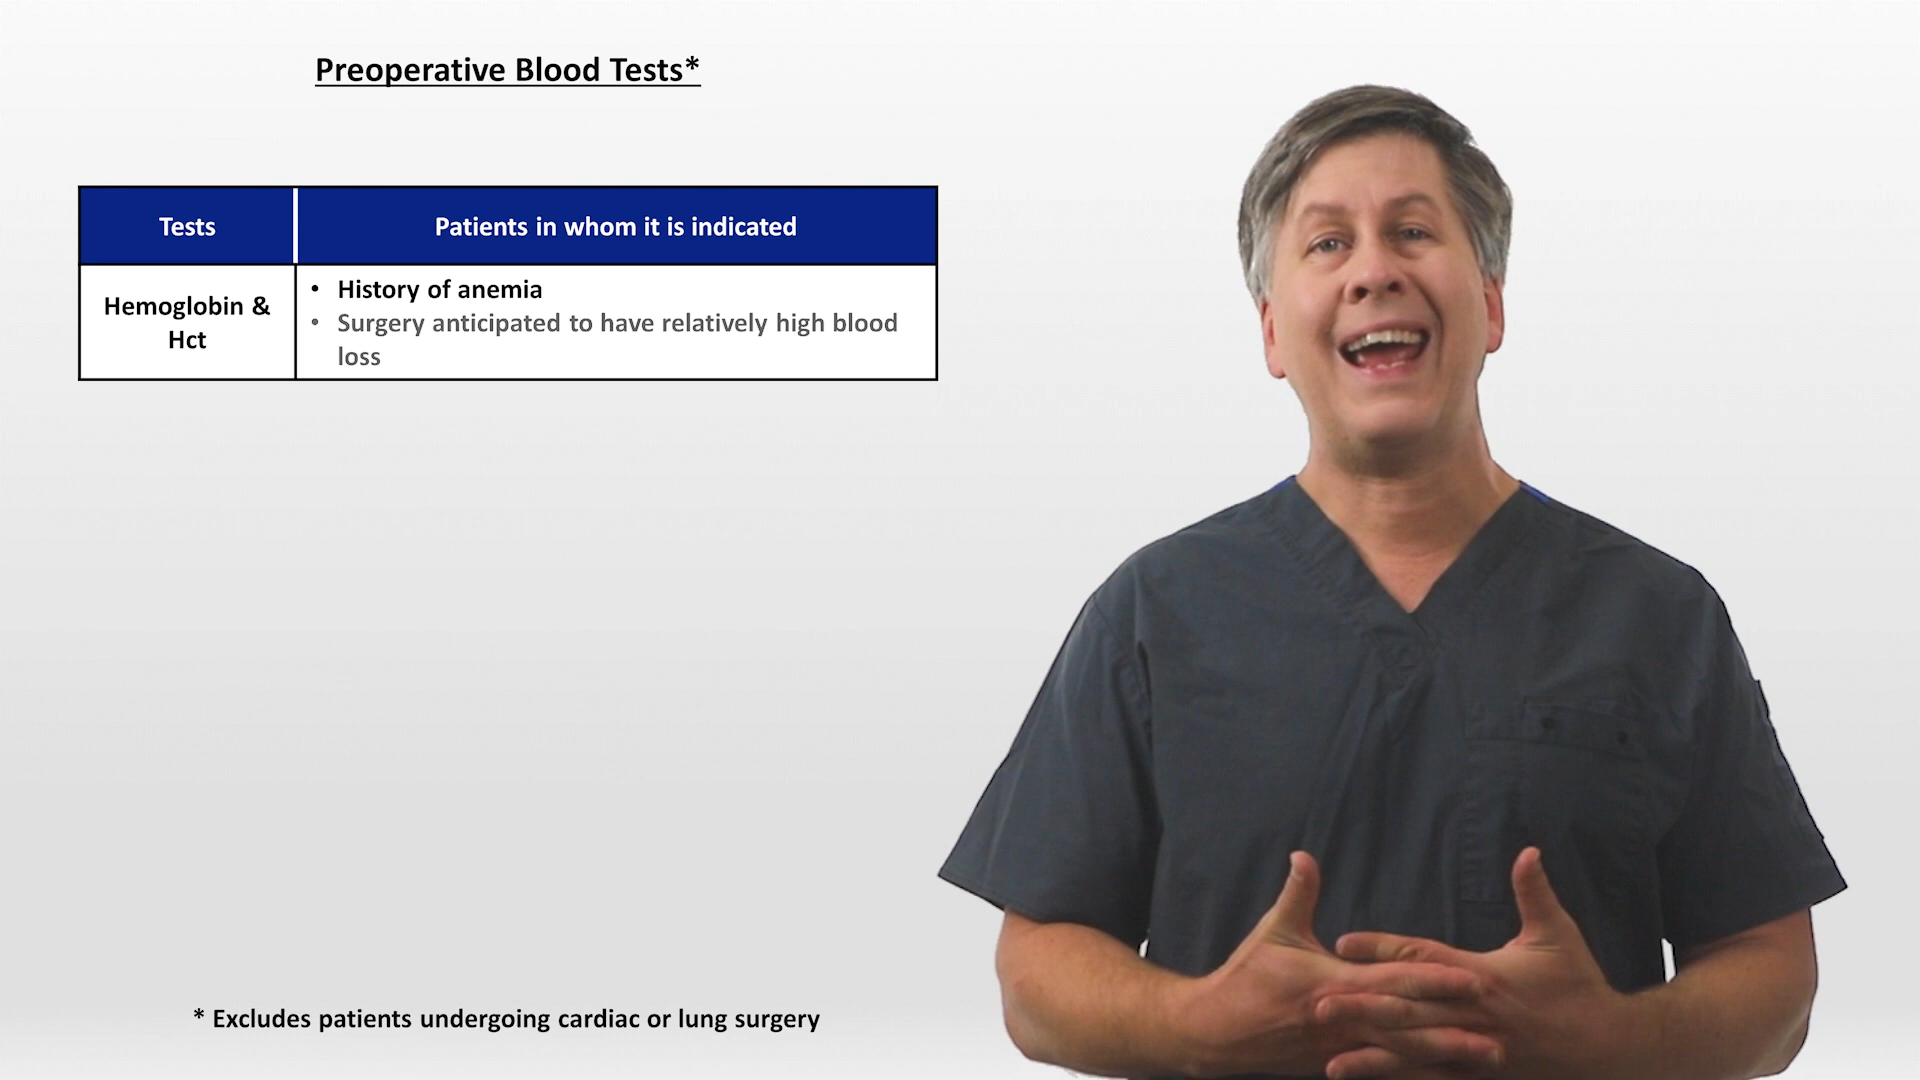 Preoperative Blood Tests*
Tests
Patients in whom it is indicated
Hemoglobin &
Hct
• History of anemia
• Surgery anticipated to have relatively high blood
loss
* Excludes patients undergoing cardiac or lung surgery